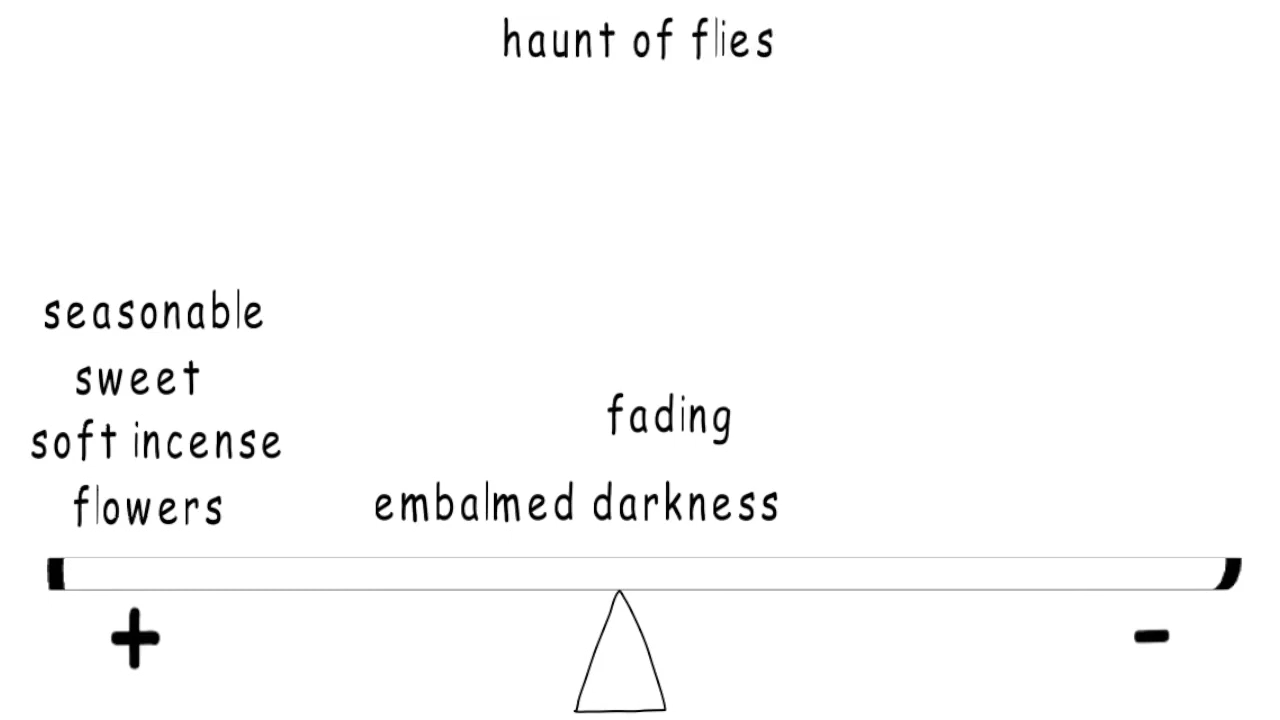 haunt of flies
seasonable
sweet
fading
soft incense
flowers
embalmed darkness
+
-